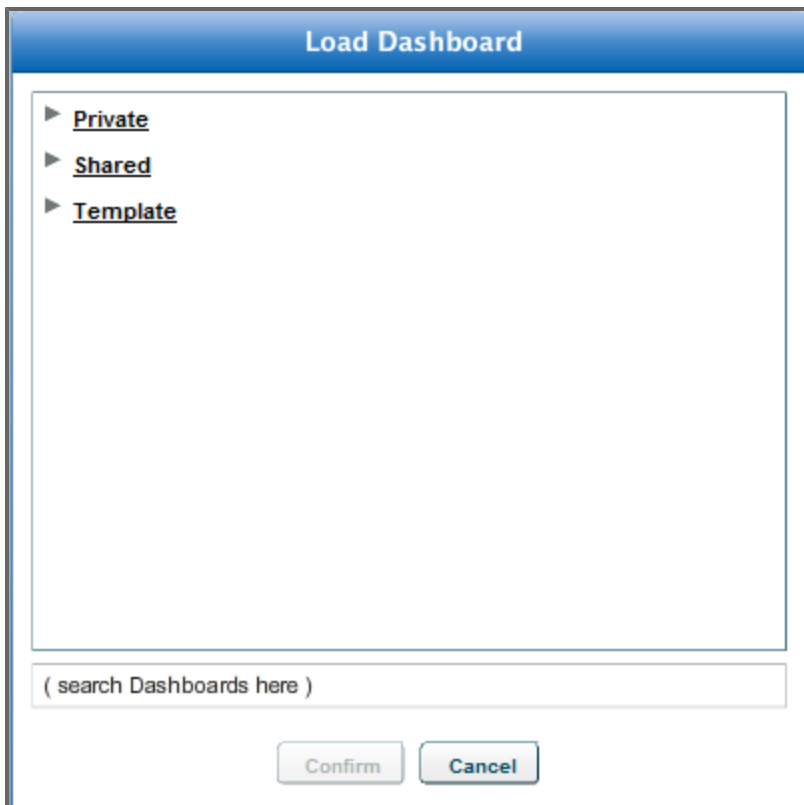 Load Dashboard
Private
Shared
Template
( search Dashboards here )
Confirm Cancel